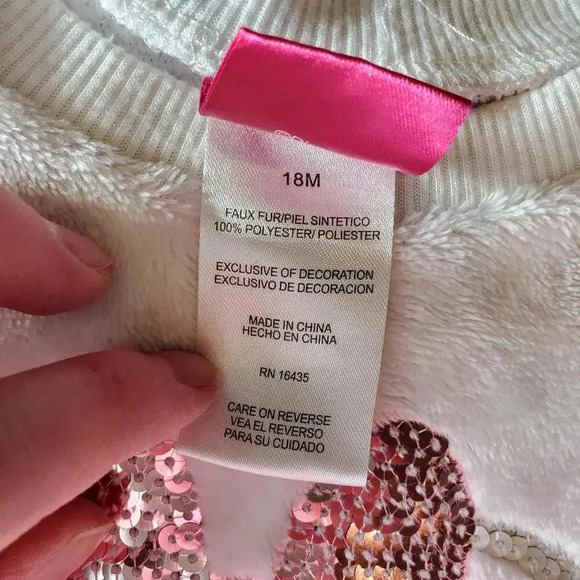 18M
FAUX FUR/PIEL SINTETICO
100% POLYESTER/ POLIESTER
EXCLUSIVE OF DECORATION
EXCLUSIVO DE DECORACION
MADE IN CHINA
HECHO EN CHINA
RN 16435
CARE ON REVERSE
VEA EL REVERSO
PARA SU CUIDADO